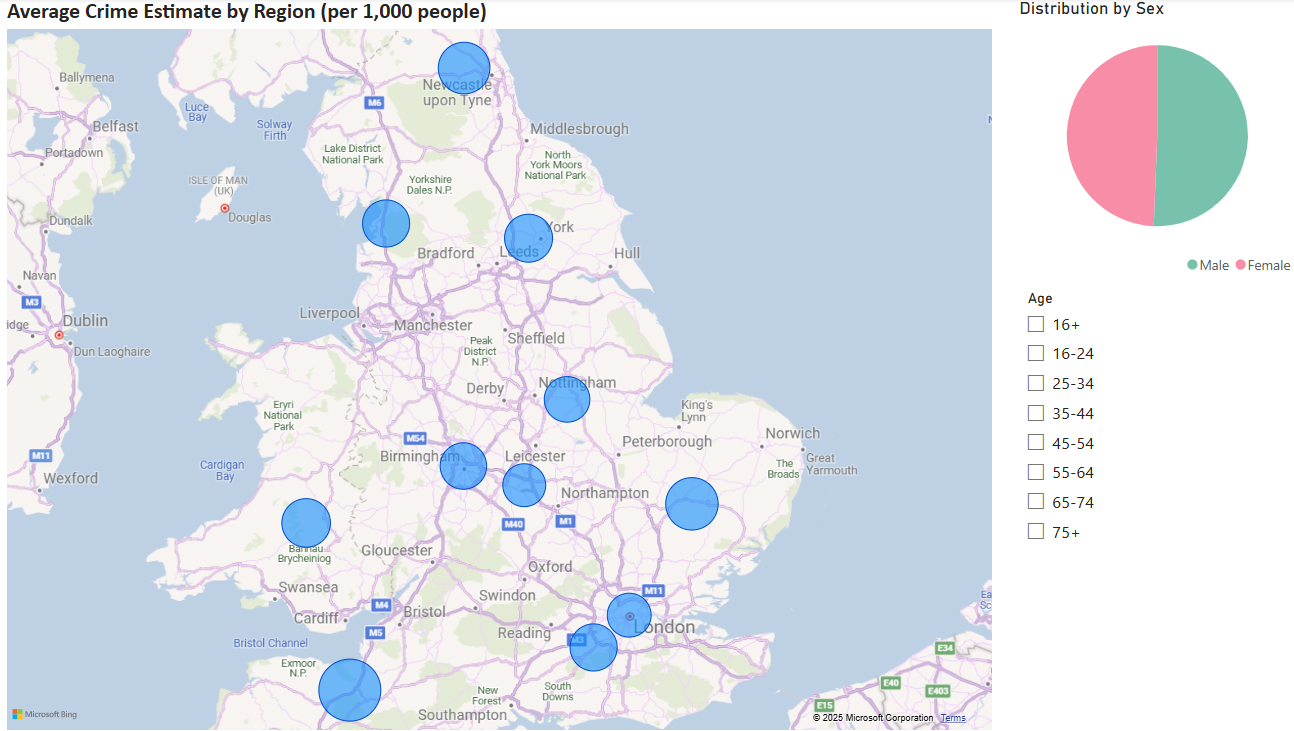 Average Crime Estimate by Region (per 1,000 people)
Distribution by Sex
Ballymena
Newcastle
upon Tyne
M6
Luce
Bay
Belfast
Solway
Firth
Middlesbrough
Portadown
Lake District
National Park
North
York Moors
National Park
ISLE OF MAN
(UK)
Yorkshire
Dales N.P.
Douglas
Dundalk
York
Bradford
Leeds
Hull
Male
Female
Navan
Age
M3
16+
Liverpool
Dublin
Manchester
16-24
Dun Laoghaire
Peak
District
N.P.
Sheffield
25-34
Derby
Nottingham
Eryri
National
Park
King's
Lynn
35-44
M54
Peterborough
Norwich
45-54
M11
Birmingham
Leicester
Great
Yarmouth
The
Broads
Cardigan
Bay
55-64
Wexford
Northampton
65-74
M40
M1
75+
Bannau
Brycheiniog
Gloucester
Oxford
Swansea
M11
Swindon
M4
Bristol
Cardiff
London
Reading
M5
M3
Bristol Channel
E34
Exmoor
N.P.
New
Forest
South
Downs
E40
E403
E15
Southampton
Microsoft Bing
© 2025 Microsoft Corporation
Terms